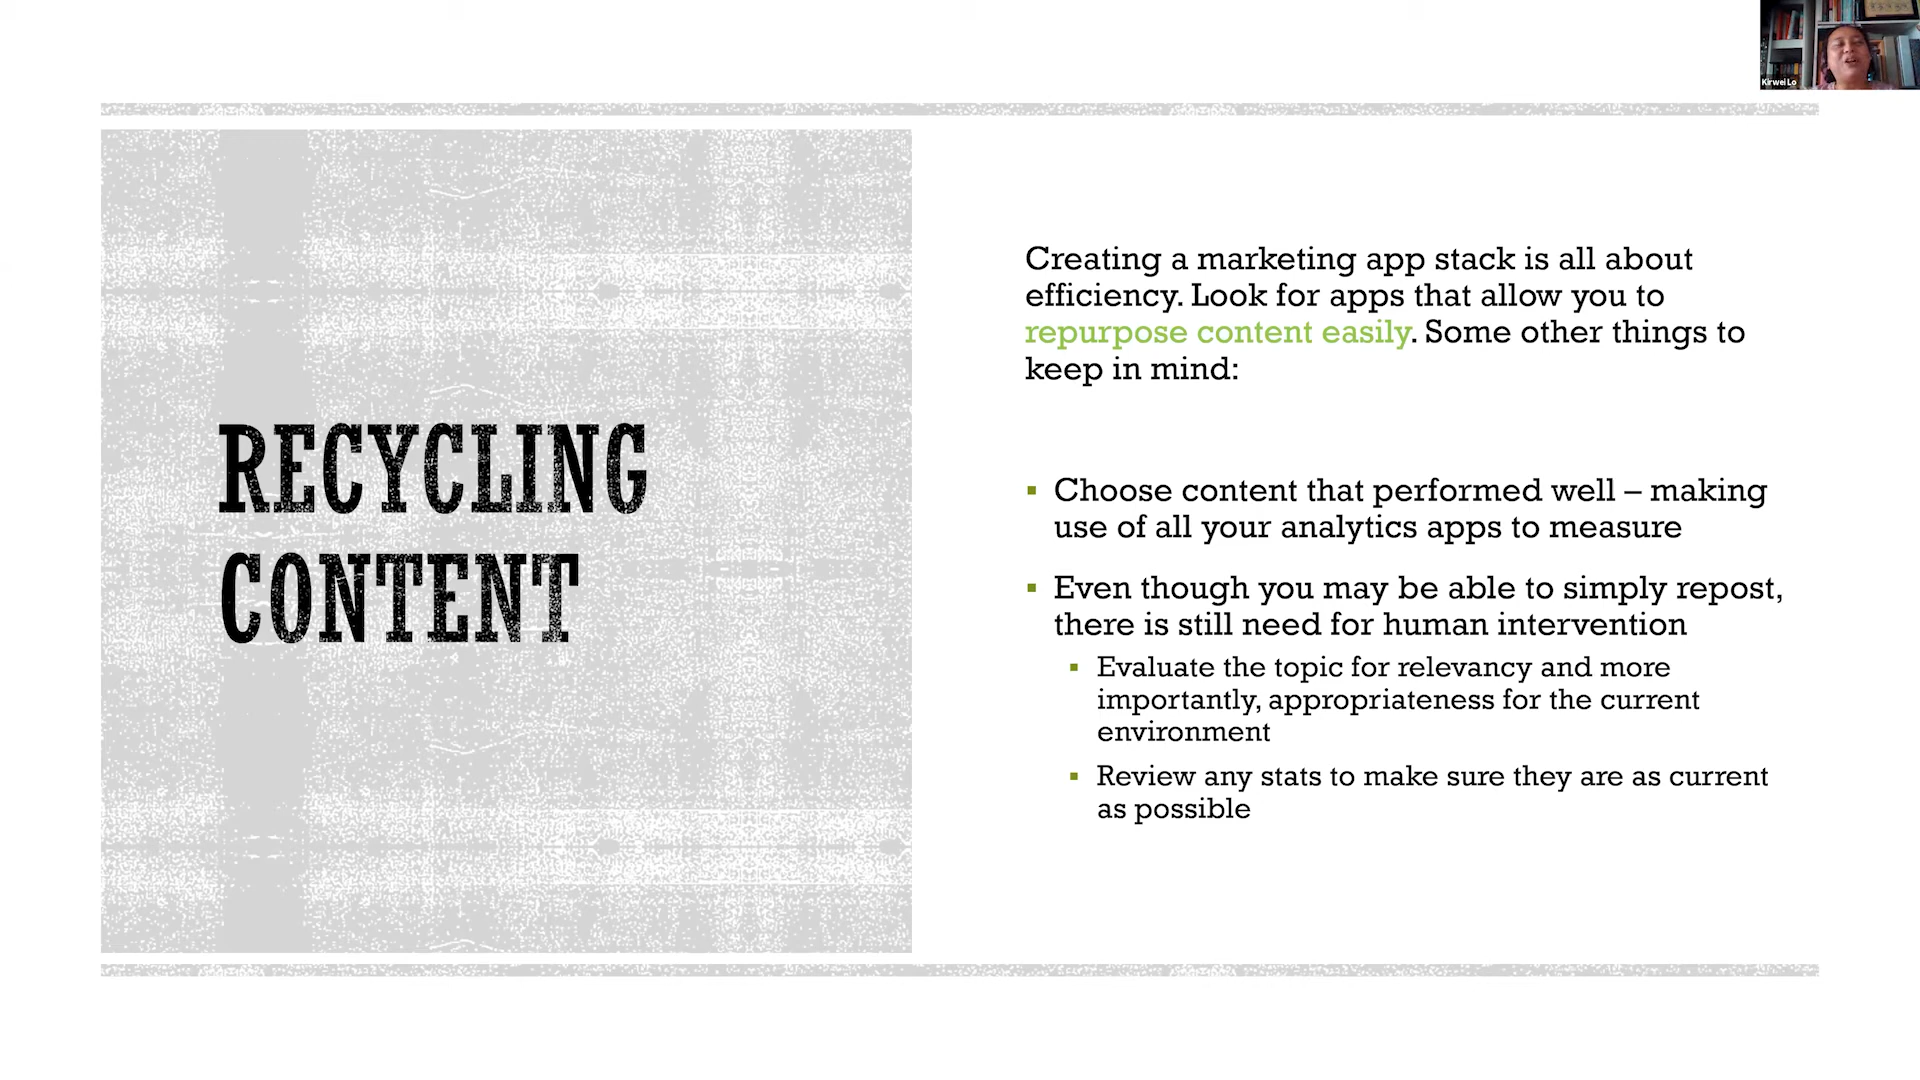 Kirwei Lo
RECYCLING
CONTENT
Creating a marketing app stack is all about
efficiency. Look for apps that allow you to
repurpose content easily. Some other things to
keep in mind:
▪ Choose content that performed well – making
use of all your analytics apps to measure
▪ Even though you may be able to simply repost,
there is still need for human intervention
▪ Evaluate the topic for relevancy and more
importantly, appropriateness for the current
environment
▪ Review any stats to make sure they are as current
as possible